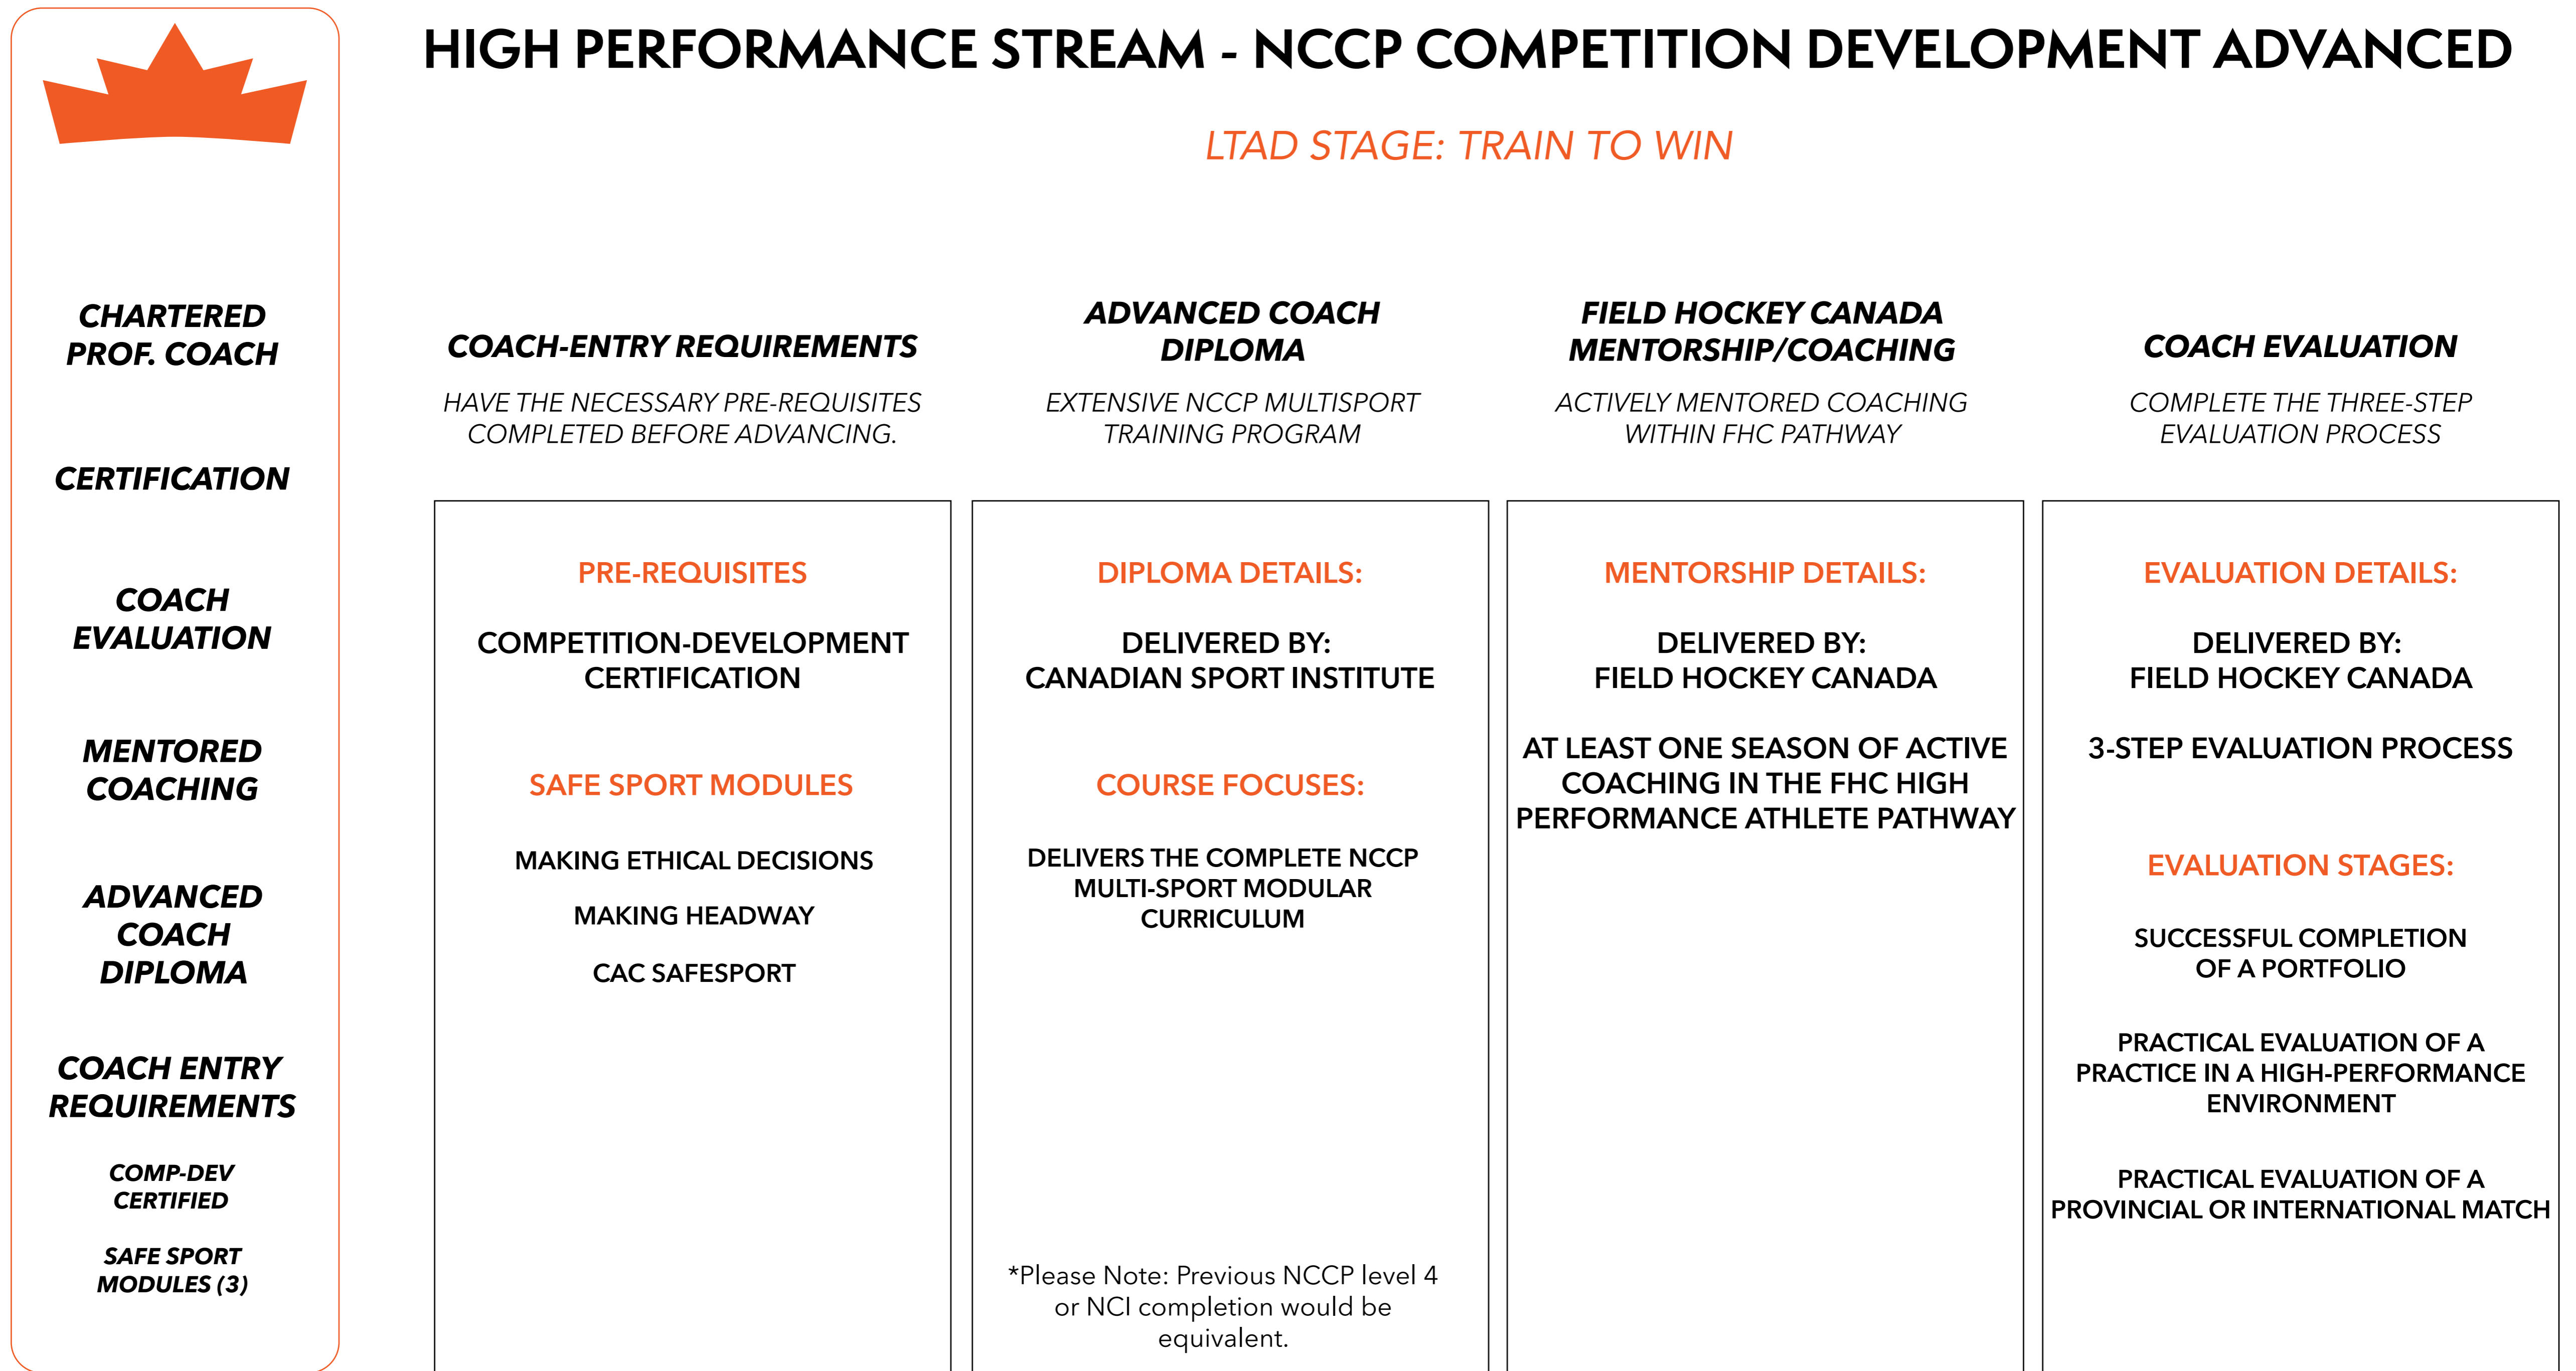 HIGH PERFORMANCE STREAM - NCCP COMPETITION DEVELOPMENT ADVANCED
LTAD STAGE: TRAIN TO WIN
CHARTERED
PROF. COACH
CERTIFICATION
COACH
EVALUATION
MENTORED
COACHING
ADVANCED
COACH
DIPLOMA
COACH ENTRY
REQUIREMENTS
COMP-DEV
CERTIFIED
SAFE SPORT
MODULES (3)
COACH-ENTRY REQUIREMENTS
HAVE THE NECESSARY PRE-REQUISITES
COMPLETED BEFORE ADVANCING.
PRE-REQUISITES
COMPETITION-DEVELOPMENT
CERTIFICATION
SAFE SPORT MODULES
MAKING ETHICAL DECISIONS
MAKING HEADWAY
CAC SAFESPORT
ADVANCED COACH
DIPLOMA
EXTENSIVE NCCP MULTISPORT
TRAINING PROGRAM
DIPLOMA DETAILS:
DELIVERED BY:
CANADIAN SPORT INSTITUTE
COURSE FOCUSES:
DELIVERS THE COMPLETE NCCP
MULTI-SPORT MODULAR
CURRICULUM
*Please Note: Previous NCCP level 4
or NCI completion would be
equivalent.
FIELD HOCKEY CANADA
MENTORSHIP/COACHING
ACTIVELY MENTORED COACHING
WITHIN FHC PATHWAY
MENTORSHIP DETAILS:
DELIVERED BY:
FIELD HOCKEY CANADA
AT LEAST ONE SEASON OF ACTIVE
COACHING IN THE FHC HIGH
PERFORMANCE ATHLETE PATHWAY
COACH EVALUATION
COMPLETE THE THREE-STEP
EVALUATION PROCESS
EVALUATION DETAILS:
DELIVERED BY:
FIELD HOCKEY CANADA
3-STEP EVALUATION PROCESS
EVALUATION STAGES:
SUCCESSFUL COMPLETION
OF A PORTFOLIO
PRACTICAL EVALUATION OF A
PRACTICE IN A HIGH-PERFORMANCE
ENVIRONMENT
PRACTICAL EVALUATION OF A
PROVINCIAL OR INTERNATIONAL MATCH